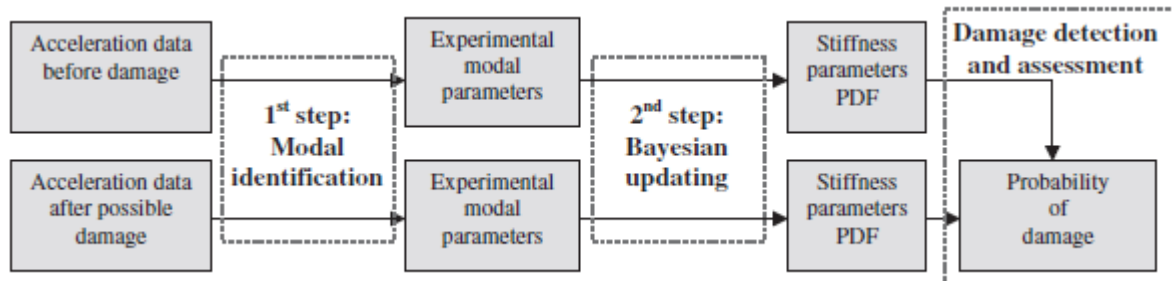 Acceleration data
before damage
1st step:
Modal
identification
Experimental
modal
parameters
2nd step:
Bayesian
updating
Stiffness
parameters
PDF
Damage detection
and assessment
Acceleration data
after possible
damage
Experimental
modal
parameters
Stiffness
parameters
PDF
Probability
of
damage